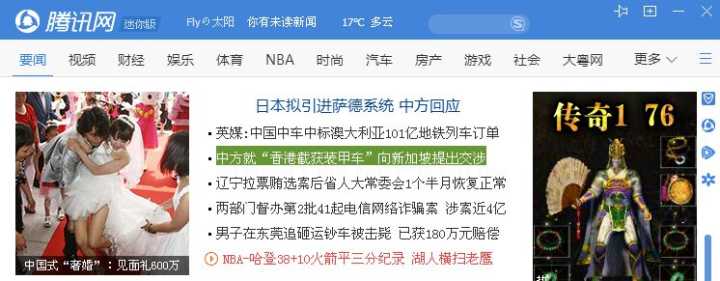 腾讯网 迷你版 Fly的太阳 你有未读新闻 17℃ 多云
要闻 视频 财经 娱乐 体育 NBA 时尚 汽车 房产 游戏 社会 大粤网 更多
日本拟引进萨德系统 中方回应
传奇1 76
• 英媒:中国中车中标澳大利亚101亿地铁列车订单
• 中方就“香港截获装甲车”向新加坡提出交涉
• 辽宁拉票贿选案后省人大常委会1个半月恢复正常
• 两部门督办第2批41起电信网络诈骗案 涉案近4亿
• 男子在东莞追砸运钞车被击毙 已获180万元赔偿
NBA-哈登38+10火箭平三分纪录 湖人横扫老鹰
中国式“奢婚”：见面礼600万